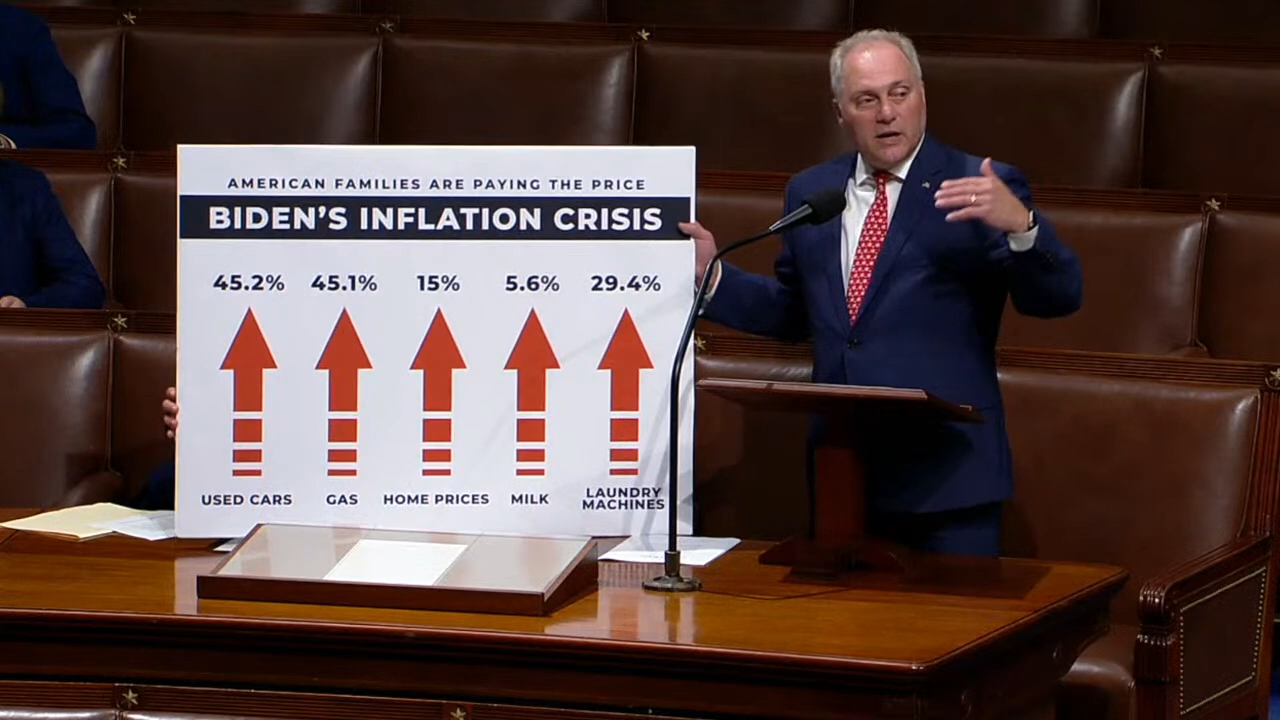 AMERICAN FAMILIES ARE PAYING THE PRICE
BIDEN'S INFLATION CRISIS
45.2% 45.1% 15% 5.6% 29.4%
USED CARS GAS HOME PRICES MILK LAUNDRY
MACHINES